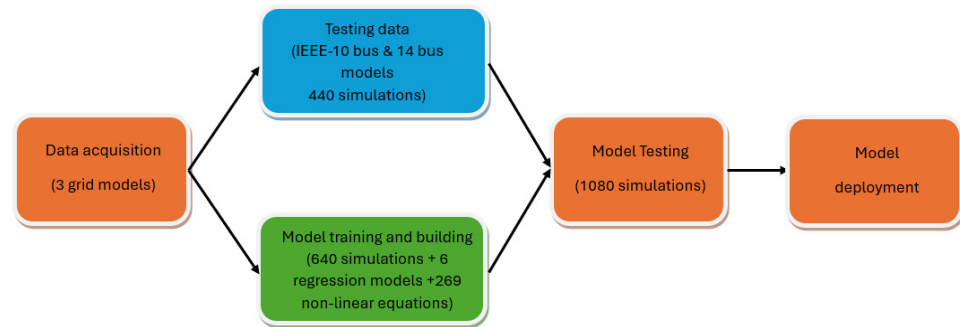 Testing data
(IEEE-10 bus & 14 bus
models
440 simulations)
Data acquisition
(3 grid models)
Model Testing
(1080 simulations)
Model
deployment
Model training and building
(640 simulations + 6
regression models +269
non-linear equations)